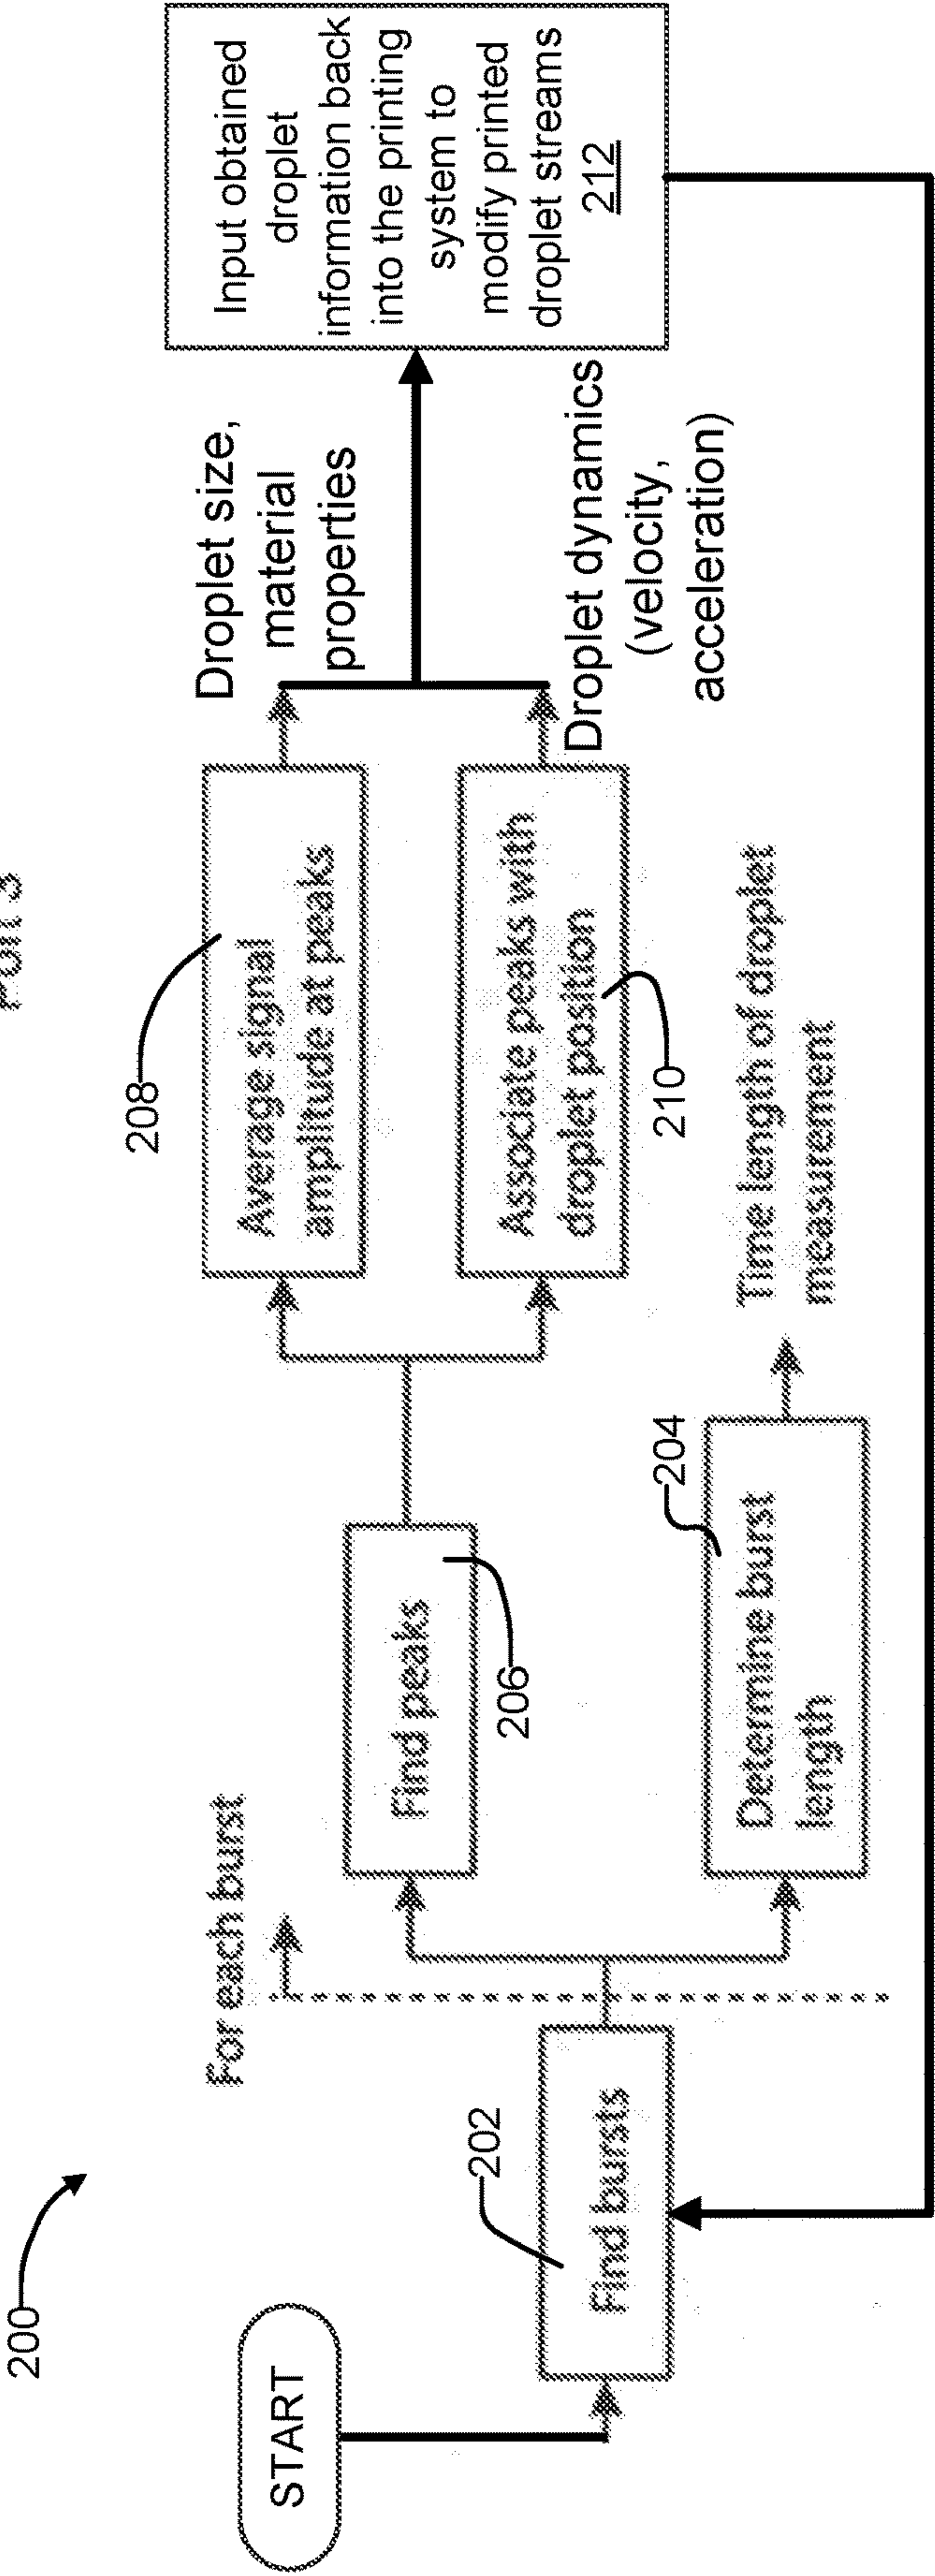 200
START
202
Find bursts
For each burst
Find peaks
206
204
Determine burst
length
Time length of droplet
measurement
208
Average signal
amplitude at peaks
Associate peaks with
droplet position
210
Droplet size,
material
properties
Droplet dynamics
(velocity,
acceleration)
Input obtained
droplet
information back
into the printing
system to
modify printed
droplet streams
212